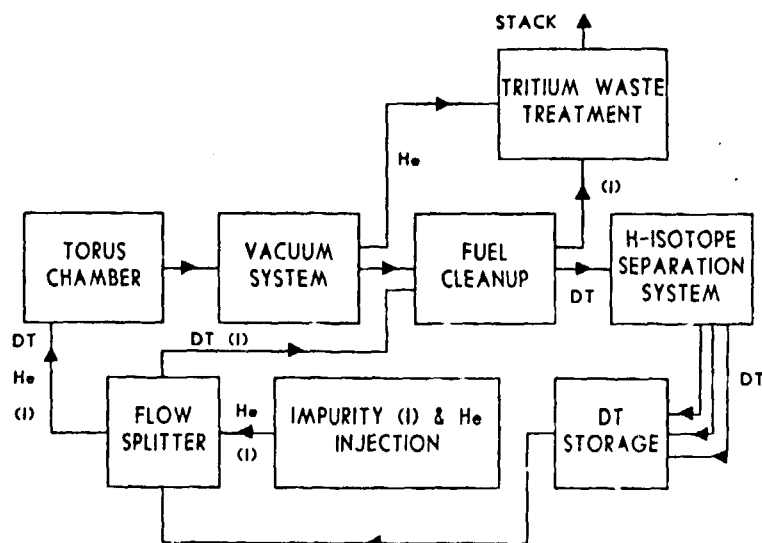 STACK
TRITIUM WASTE
TREATMENT
He
(I)
TORUS
CHAMBER
VACUUM
SYSTEM
FUEL
CLEANUP
DT
H-ISOTOPE
SEPARATION
SYSTEM
DT
He
(I)
DT (I)
FLOW
SPLITTER
He
(I)
IMPURITY (I) & He
INJECTION
DT
STORAGE
DT